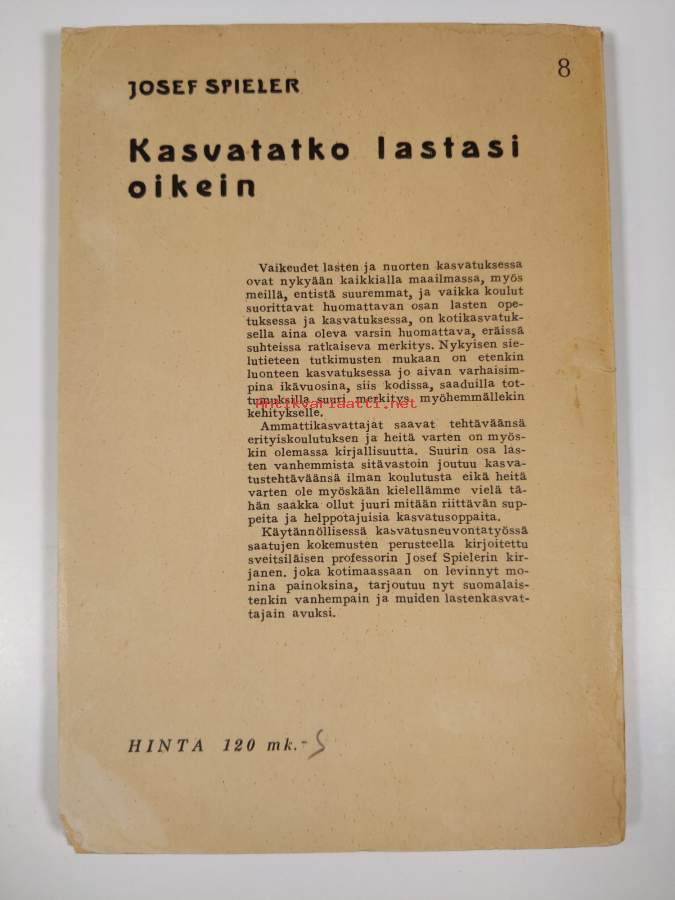 8
JOSEF SPIELER
Kasvatatko lastasi
oikein
Vaikeudet lasten ja nuorten kasvatuksessa
ovat nykyään kaikkialla maailmassa, myös
meillä, entistä suuremmat, ja vaikka koulut
suorittavat huomattavan osan lasten ope-
tuksessa ja kasvatuksessa, on kotikasvatuk-
sella aina oleva varsin huomattava, eräissä
suhteissa ratkaiseva merkitys. Nykyisen sie-
lutieteen tutkimusten mukaan on etenkin
luonteen kasvatuksessa jo aivan varhaisim-
pina ikävuosina, siis kodissa, saaduilla tot-
tumuksilla suuri merkitys myöhemmällekin
Antikvariaatti.net
kehitykselle.
Ammattikasvattajat saavat tehtäväänsä
erityiskoulutuksen ja heitä varten on myös-
kin olemassa kirjallisuutta. Suurin osa las-
ten vanhemmista sitävastoin joutuu kasva-
tustehtäväänsä ilman koulutusta eikä heitä
varten ole myöskään kielellämme vielä tä-
hän saakka ollut juuri mitään riittävän sup-
peita ja helppotajuisia kasvatusoppaita.
Käytännöllisessä kasvatusneuvontatyössä
saatujen kokemusten perusteella kirjoitettu
sveitsiläisen professorin Josef Spielerin kir-
janen. joka kotimaassaan on levinnyt mo-
nina painoksina, tarjoutuu nyt suomalais-
tenkin vanhempain ja muiden lastenkasvat-
tajain avuksi.
HINTA 120 mk.-